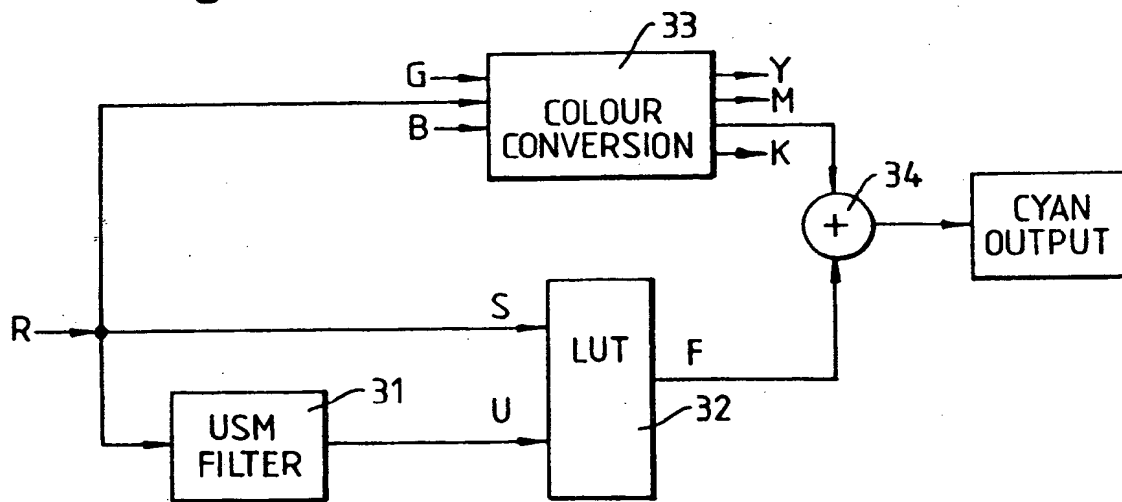 33
G
B
COLOUR
CONVERSION
Y
M
K
34
+
CYAN
OUTPUT
R
S
LUT
F
32
31
USM
FILTER
U